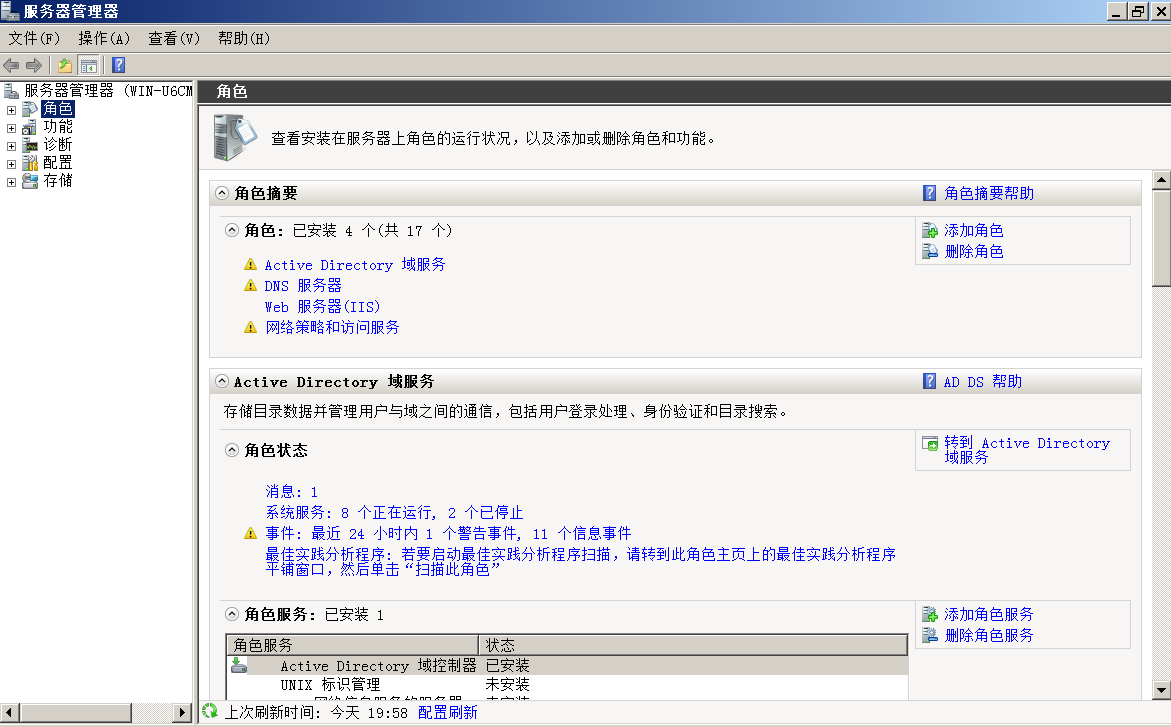 服务器管理器
文件(F) 操作(A) 查看(V) 帮助(H)
服务器管理器 (WIN-U6CM
角色
功能
诊断
配置
存储
角色
查看安装在服务器上角色的运行状况，以及添加或删除角色和功能。
角色摘要
角色摘要帮助
角色: 已安装 4 个(共 17 个)
添加角色
删除角色
Active Directory 域服务
DNS 服务器
Web 服务器(IIS)
网络策略和访问服务
Active Directory 域服务
AD DS 帮助
存储目录数据并管理用户与域之间的通信，包括用户登录处理、身份验证和目录搜索。
角色状态
转到 Active Directory
域服务
消息: 1
系统服务: 8 个正在运行, 2 个已停止
事件: 最近 24 小时内 1 个警告事件, 11 个信息事件
最佳实践分析程序: 若要启动最佳实践分析程序扫描，请转到此角色主页上的最佳实践分析程序
平铺窗口，然后单击“扫描此角色”
角色服务: 已安装 1
添加角色服务
删除角色服务
角色服务 状态
Active Directory 域控制器 已安装
UNIX 标识管理 未安装
上次刷新时间: 今天 19:58 配置刷新